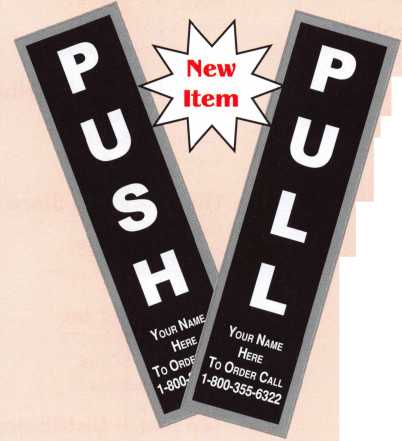 PUSH
YOUR NAME
HERE
TO ORDER
1-800-
New
Item
PULL
YOUR NAME
HERE
TO ORDER CALL
1-800-355-6322